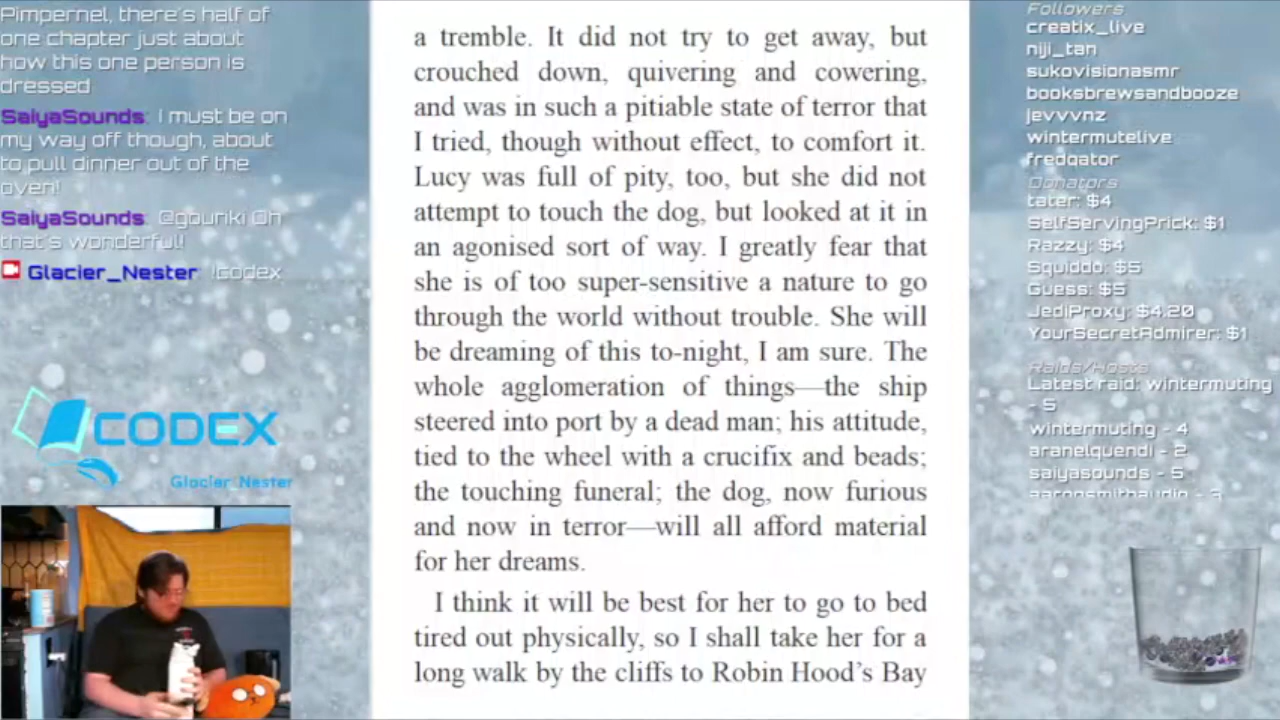 Pimpernel, there's half of
one chapter just about
how this one person is
dressed
SaiyaSounds: I must be on
my way off though, about
to pull dinner out of the
oven!
SaiyaSounds: @gouriki Oh
that's wonderful!
Glacier_Nester: !codex
CODEX
Glacier Nester
a tremble. It did not try to get away, but
crouched down, quivering and cowering,
and was in such a pitiable state of terror that
I tried, though without effect, to comfort it.
Lucy was full of pity, too, but she did not
attempt to touch the dog, but looked at it in
an agonised sort of way. I greatly fear that
she is of too super-sensitive a nature to go
through the world without trouble. She will
be dreaming of this to-night, I am sure. The
whole agglomeration of things—the ship
steered into port by a dead man; his attitude,
tied to the wheel with a crucifix and beads;
the touching funeral; the dog, now furious
and now in terror—will all afford material
for her dreams.
I think it will be best for her to go to bed
tired out physically, so I shall take her for a
long walk by the cliffs to Robin Hood's Bay
Followers
creatix_live
niji_tan
sukovisionasmr
booksbrewsandbooze
jevvvnz
wintermutelive
fredgator
Donators
tater: $4
SelfServingPrick: $1
Razzy: $4
Squiddo: $5
Guess: $5
JediProxy: $4.20
YourSecretAdmirer: $1
Raids/Hosts
Latest raid: wintermuting
- 5
wintermuting - 4
aranelquendi - 2
saiyasounds - 5
aaronsmithaudio - 3